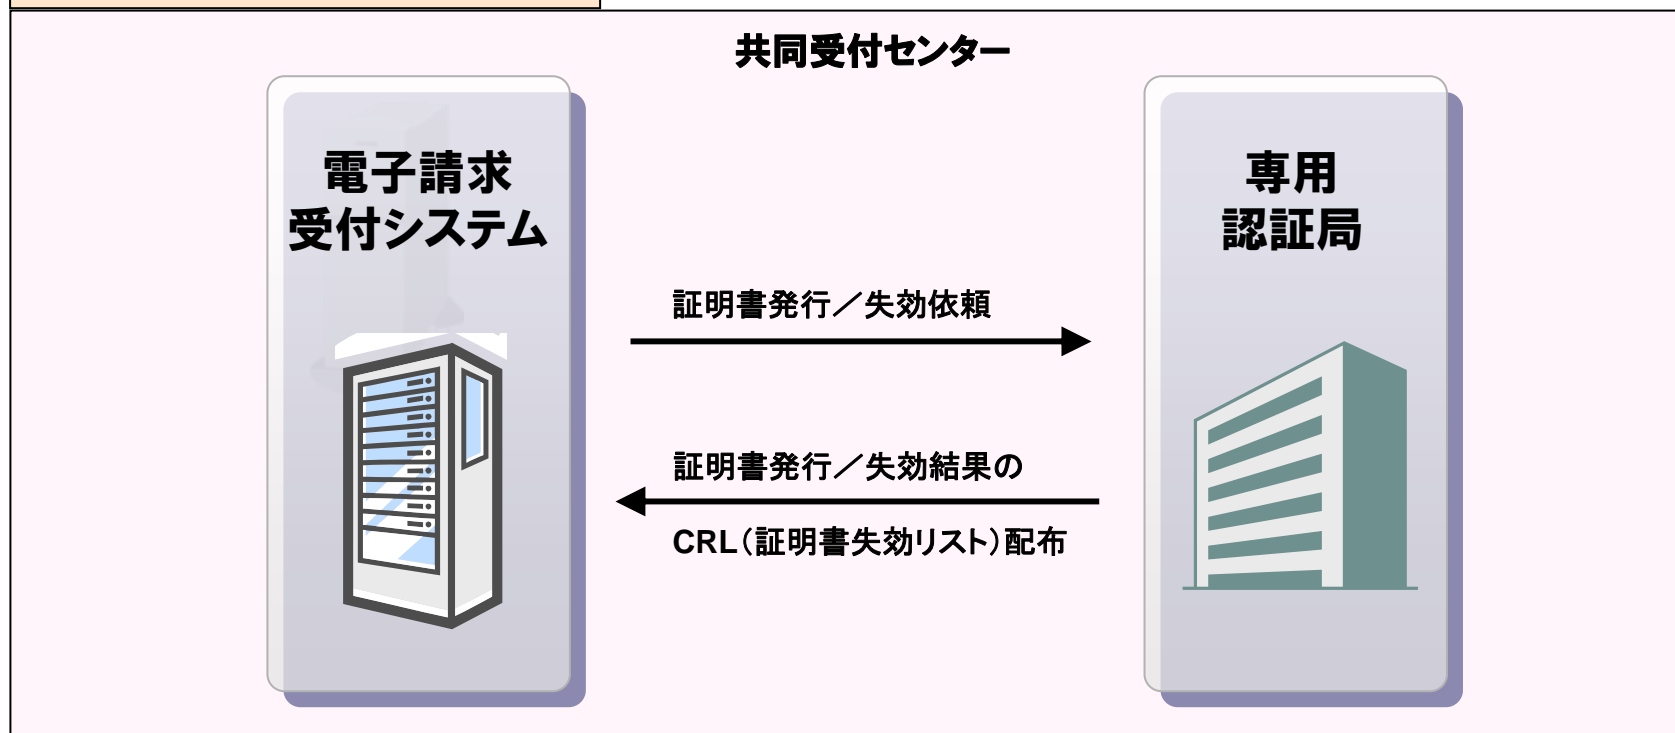 共同受付センター
電子請求
受付システム
専用
認証局
証明書発行／失効依頼
証明書発行／失効結果の
CRL（証明書失効リスト）配布